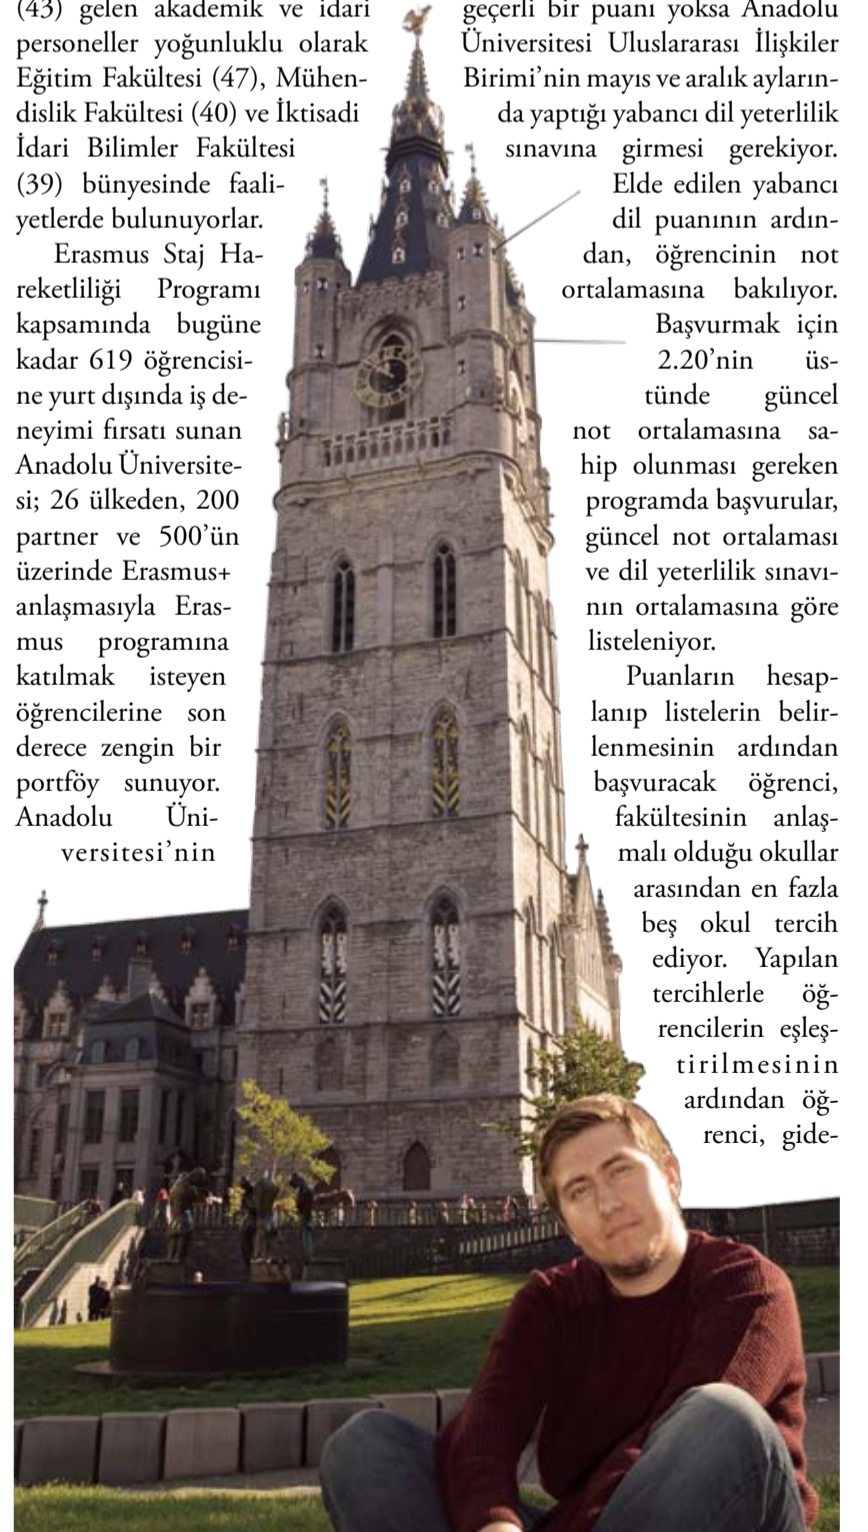 (43) gelen akademik ve idari
personeller yoğunluklu olarak
Eğitim Fakültesi (47), Mühen-
dislik Fakültesi (40) ve İktisadi
İdari Bilimler Fakültesi
(39) bünyesinde faali-
yetlerde bulunuyorlar.
Erasmus Staj Ha-
reketliliği Programı
kapsamında bugüne
kadar 619 öğrencisi-
ne yurt dışında iş de-
neyimi fırsatı sunan
Anadolu Üniversite-
si; 26 ülkeden, 200
partner ve 500’ün
üzerinde Erasmus+
anlaşmasıyla Eras-
mus programına
katılmak isteyen
öğrencilerine son
derece zengin bir
portföy sunuyor.
Anadolu Üni-
versitesi’nin
geçerli bir puanı yoksa Anadolu
Üniversitesi Uluslararası İlişkiler
Birimi’nin mayıs ve aralık ayların-
da yaptığı yabancı dil yeterlilik
sınavına girmesi gerekiyor.
Elde edilen yabancı
dil puanının ardın-
dan, öğrencinin not
ortalamasına bakılıyor.
Başvurmak için
2.20’nin üs-
tünde güncel
not ortalamasına sa-
hip olunması gereken
programda başvurular,
güncel not ortalaması
ve dil yeterlilik sınavı-
nın ortalamasına göre
listeleniyor.
Puanların hesap-
lanıp listelerin belir-
lenmesinin ardından
başvuracak öğrenci,
fakültesinin anlaş-
malı olduğu okullar
arasından en fazla
beş okul tercih
ediyor. Yapılan
tercihlerle öğ-
rencilerin eşleş-
tirilmesinin
ardından öğ-
renci, gide-